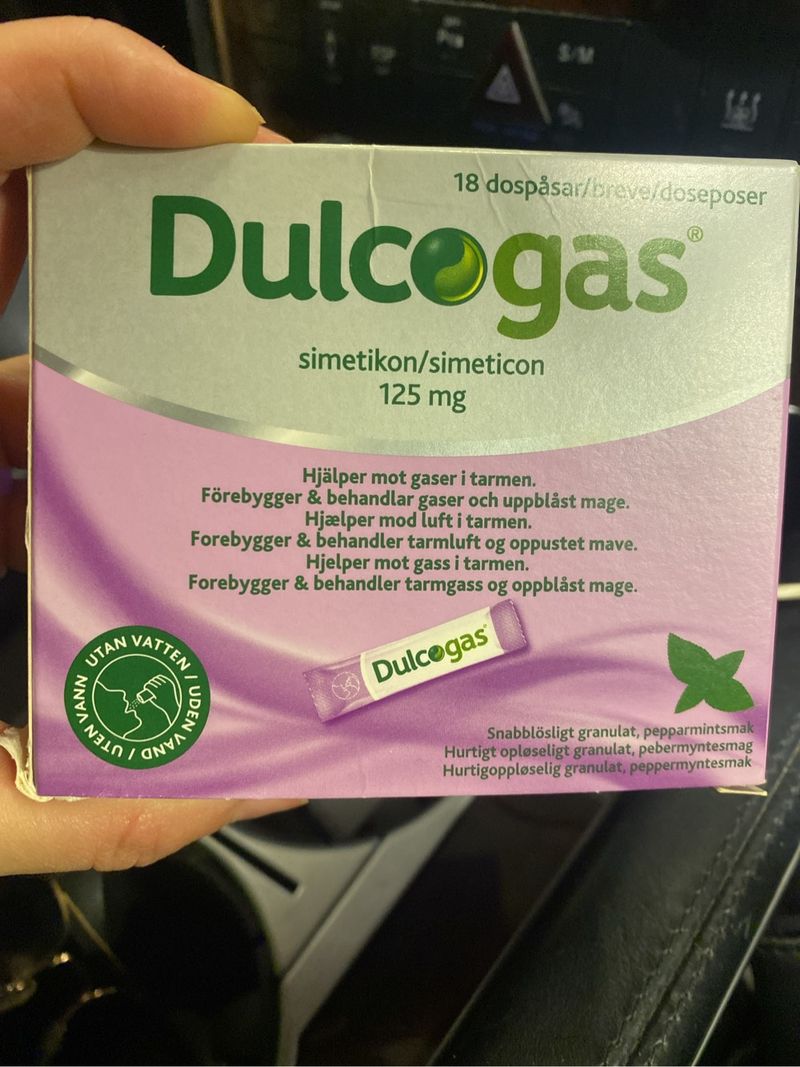 S/M
18 dospåsar/breve/doseposer
Dulcogas®
simetikon/simeticon
125 mg
Hjälper mot gaser i tarmen.
Förebygger & behandlar gaser och uppblåst mage.
Hjælper mod luft i tarmen.
Forebygger & behandler tarmluft og oppustet mave.
Hjelper mot gass i tarmen.
Forebygger & behandler tarmgass og oppblåst mage.
UTAN VATTEN / UDEN VAND / UTEN VANN
Dulcogas®
Snabblösligt granulat, pepparmintsmak
Hurtigt opløseligt granulat, pebermyntesmag
Hurtigoppløselig granulat, peppermyntesmak